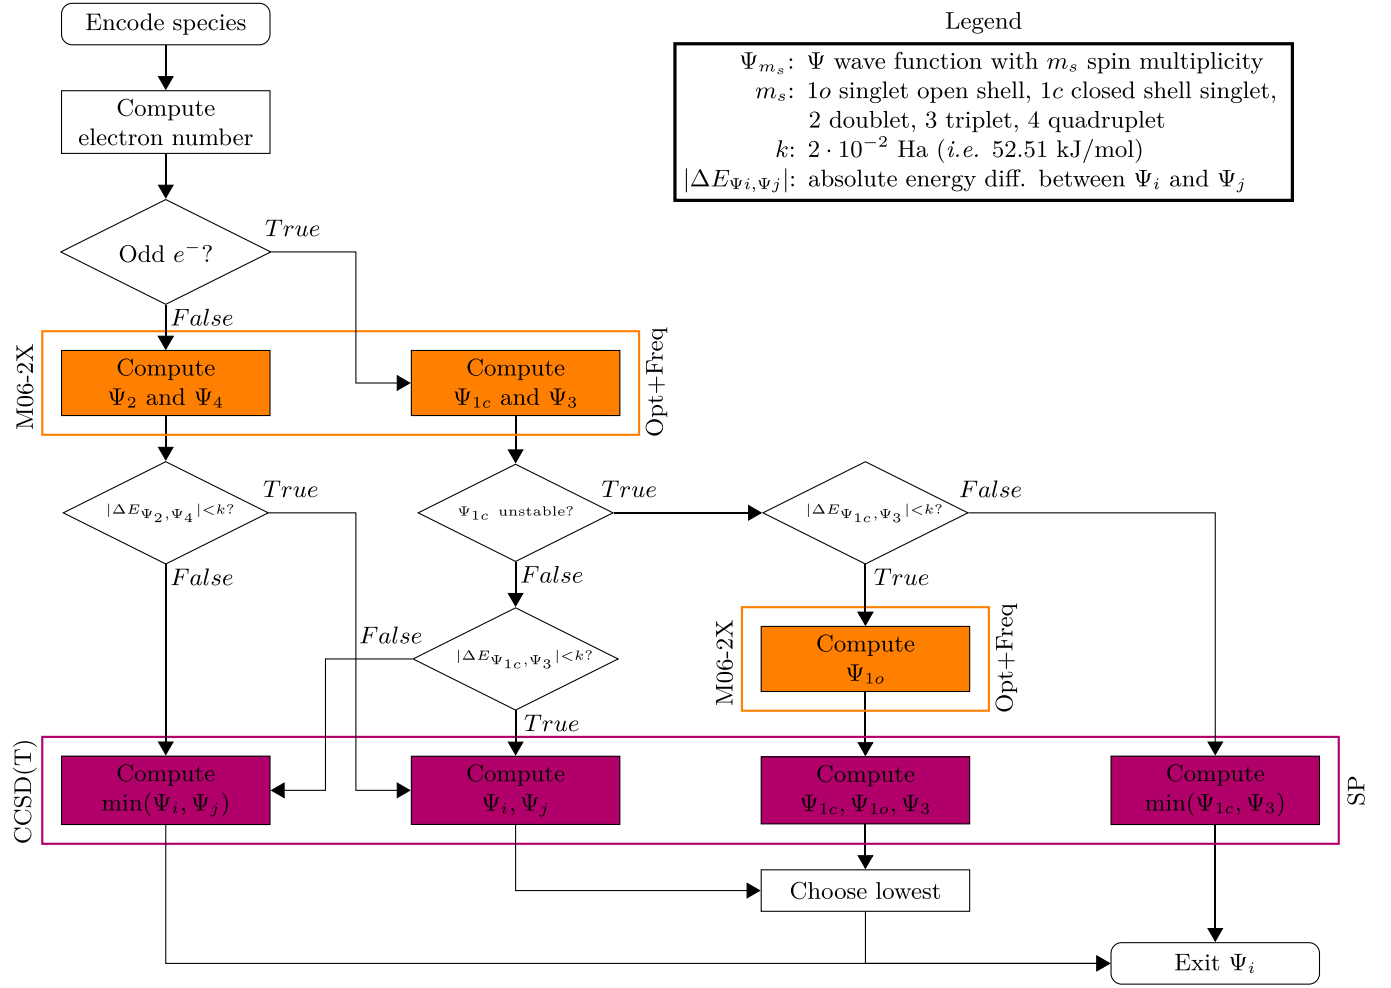 Encode species
Legend
Ψ_{m_s}: Ψ wave function with m_s spin multiplicity
m_s: 1o singlet open shell, 1c closed shell singlet,
2 doublet, 3 triplet, 4 quadruplet
k: 2 · 10^{−2} Ha (i.e. 52.51 kJ/mol)
|ΔE_{Ψi,Ψj}|: absolute energy diff. between Ψ_i and Ψ_j
Compute
electron number
Odd e^−?
True
False
M06-2X
Compute
Ψ_2 and Ψ_4
Compute
Ψ_{1c} and Ψ_3
Opt+Freq
|ΔE_{Ψ_2,Ψ_4}|<k?
True
False
Ψ_{1c} unstable?
True
False
|ΔE_{Ψ_{1c},Ψ_3}|<k?
False
True
|ΔE_{Ψ_{1c},Ψ_3}|<k?
False
True
M06-2X
Compute
Ψ_{1o}
Opt+Freq
CCSD(T)
Compute
min(Ψ_i, Ψ_j)
Compute
Ψ_i, Ψ_j
Compute
Ψ_{1c}, Ψ_{1o}, Ψ_3
Compute
min(Ψ_{1c}, Ψ_3)
SP
Choose lowest
Exit Ψ_i